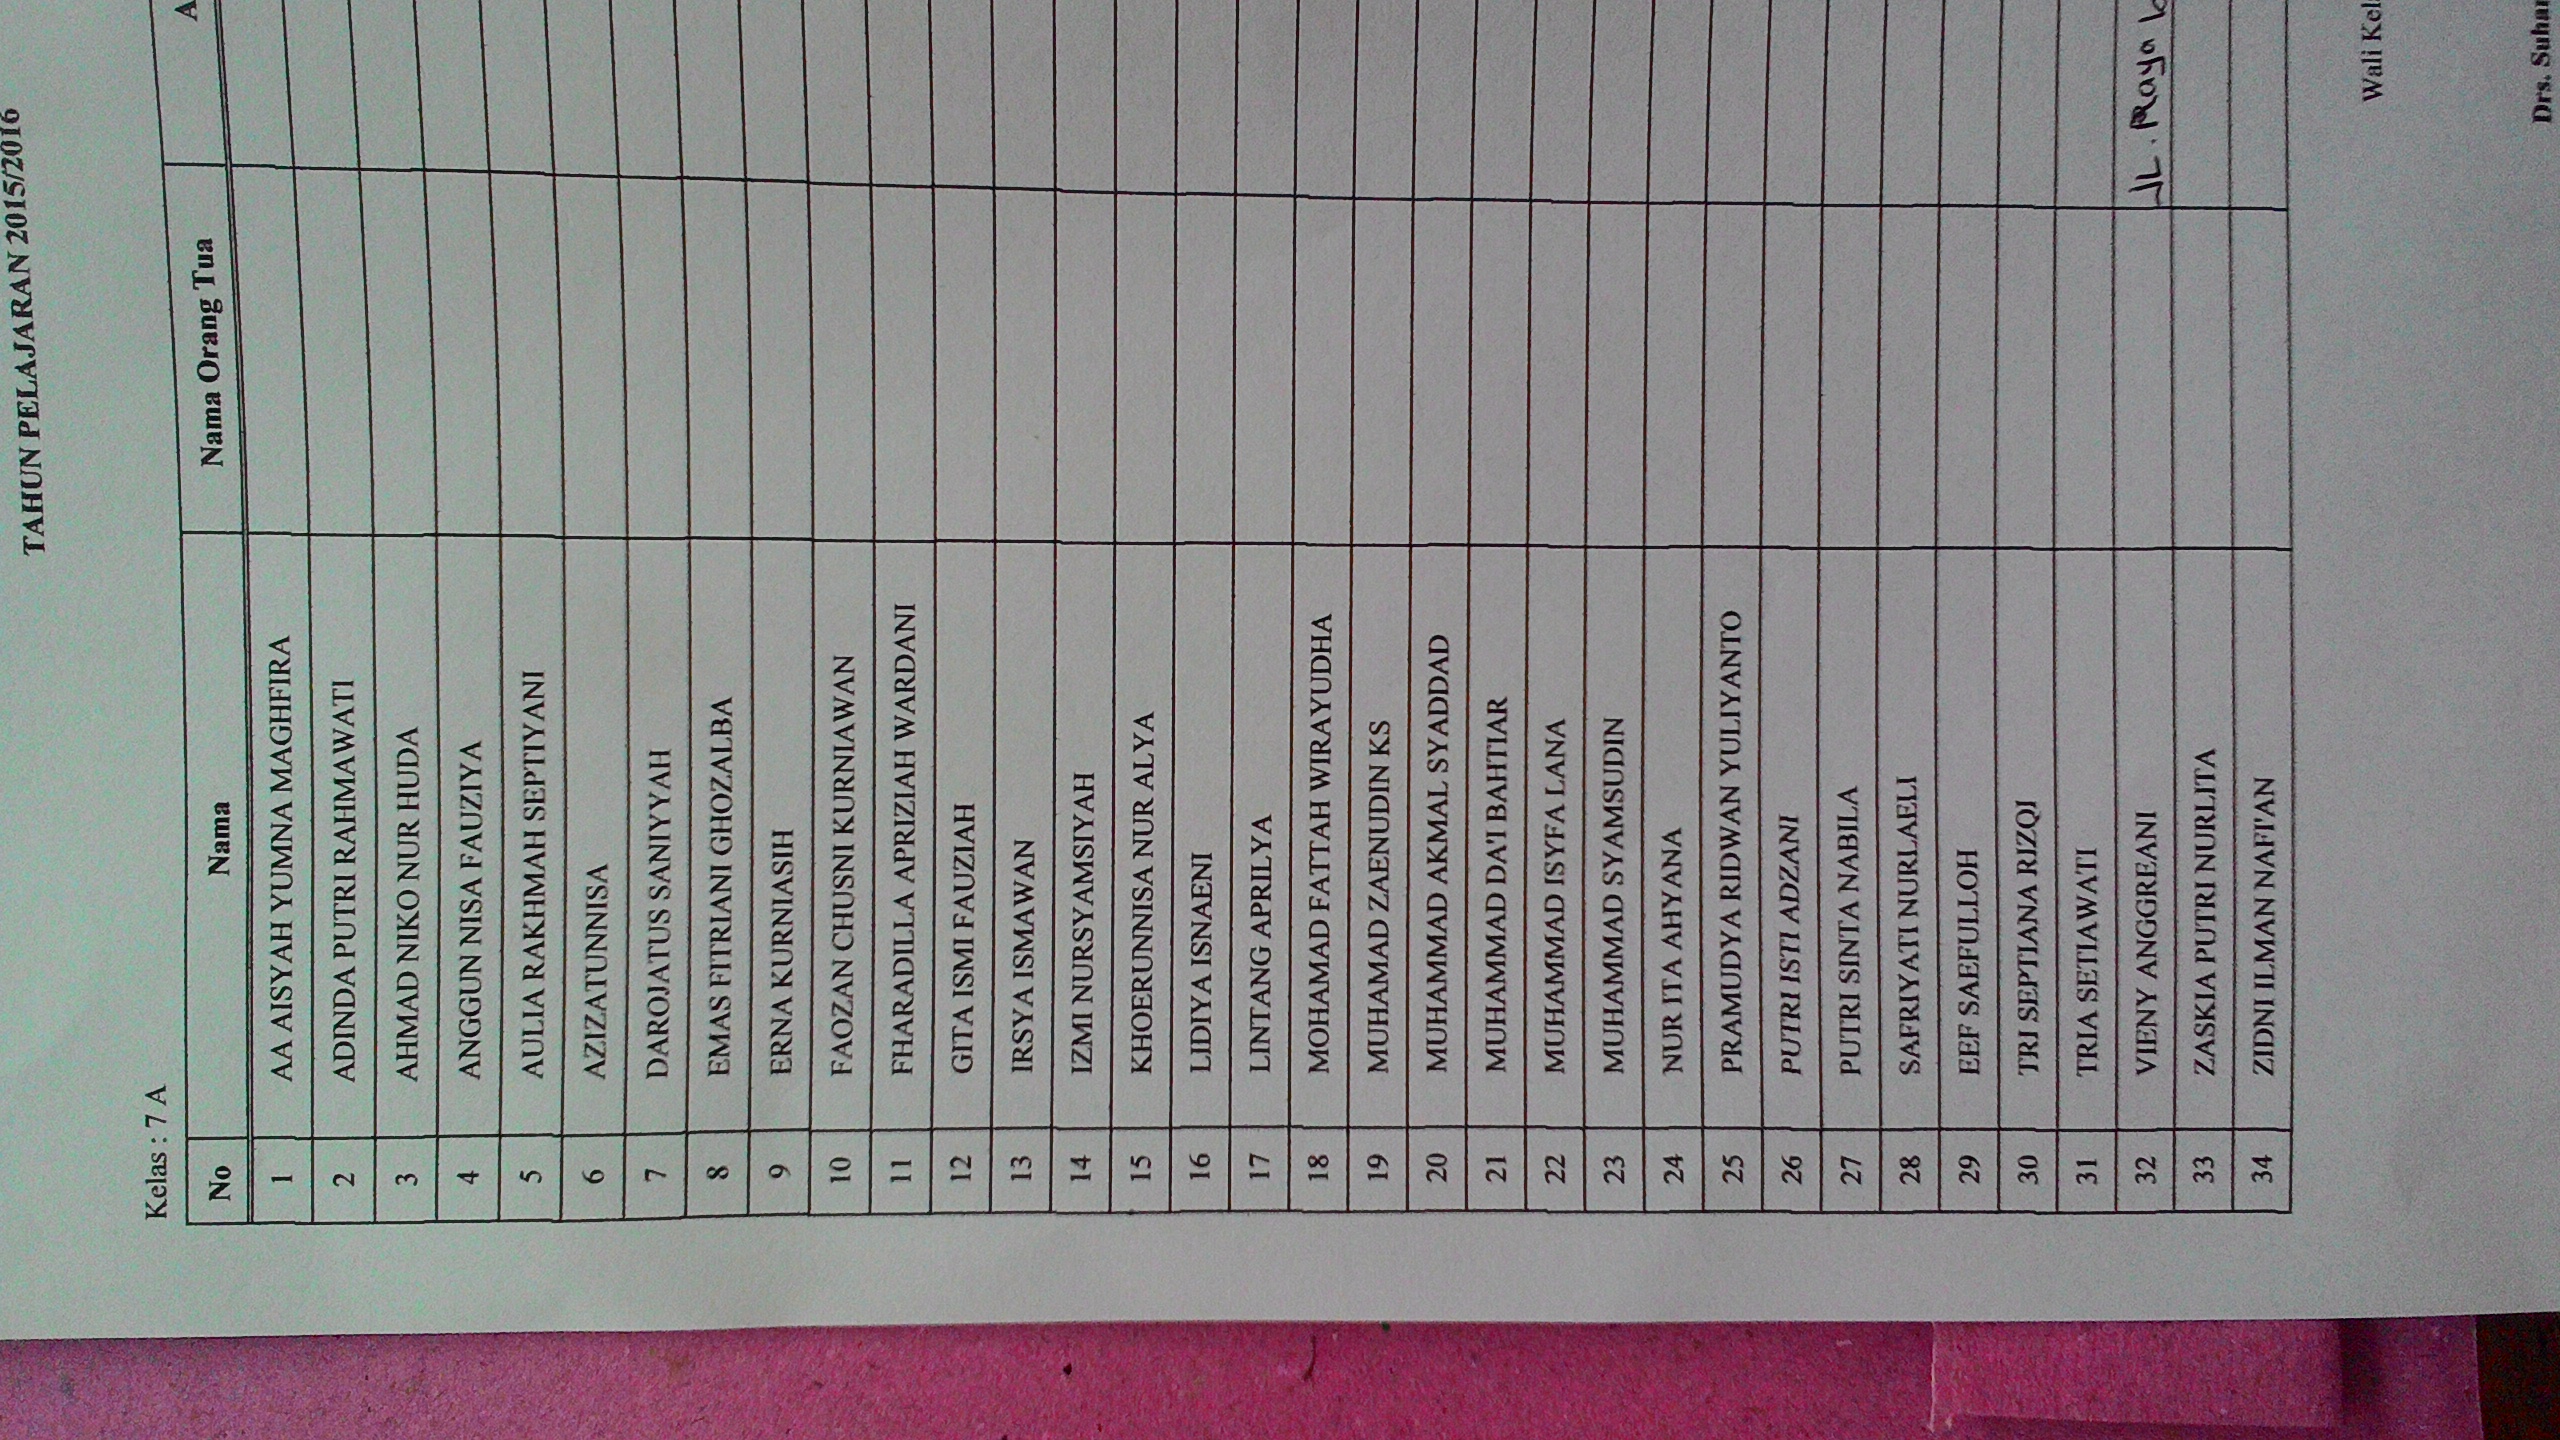 TAHUN PELAJARAN 2015/2016
Kelas : 7 A
No Nama Nama Orang Tua
1 AA AISYAH YUMNA MAGHFIRA
2 ADINDA PUTRI RAHMAWATI
3 AHMAD NIKO NUR HUDA
4 ANGGUN NISA FAUZIYA
5 AULIA RAKHMAH SEPTIYANI
6 AZIZATUNNISA
7 DAROJATUS SANIYYAH
8 EMAS FITRIANI GHOZALBA
9 ERNA KURNIASIH
10 FAOZAN CHUSNI KURNIAWAN
11 FHARADILLA APRIZIAH WARDANI
12 GITA ISMI FAUZIAH
13 IRSYA ISMAWAN
14 IZMI NURSYAMSIYAH
15 KHOERUNNISA NUR ALYA
16 LIDIYA ISNAENI
17 LINTANG APRILYA
18 MOHAMAD FATTAH WIRAYUDHA
19 MUHAMAD ZAENUDIN KS
20 MUHAMMAD AKMAL SYADDAD
21 MUHAMMAD DA'I BAHTIAR
22 MUHAMMAD ISYFA LANA
23 MUHAMMAD SYAMSUDIN
24 NUR ITA AHYANA
25 PRAMUDYA RIDWAN YULIYANTO
26 PUTRI ISTI ADZANI
27 PUTRI SINTA NABILA
28 SAFRIYATI NURLAELI
29 EEF SAEFULLOH
30 TRI SEPTIANA RIZQI
31 TRIA SETIAWATI
32 VIENY ANGGREANI JL. Raya
33 ZASKIA PUTRI NURLITA
34 ZIDNI ILMAN NAFI'AN
Wali
Drs.